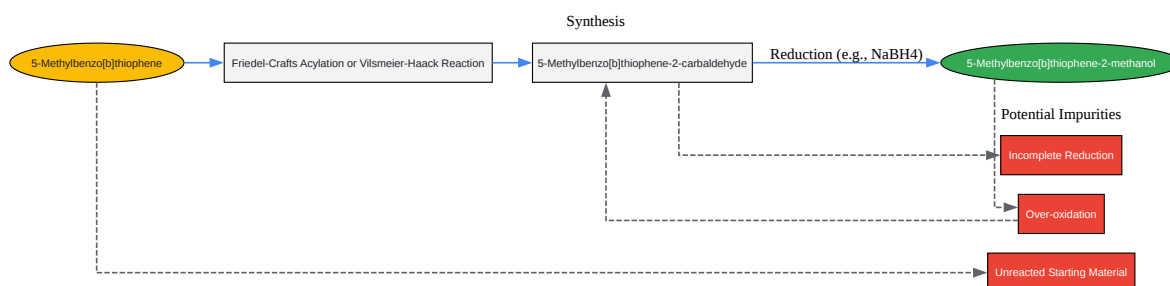 Synthesis
5-Methylbenzo[b]thiophene
Friedel-Crafts Acylation or Vilsmeier-Haack Reaction
5-Methylbenzo[b]thiophene-2-carbaldehyde
Reduction (e.g., NaBH4)
5-Methylbenzo[b]thiophene-2-methanol
Potential Impurities
Incomplete Reduction
Over-oxidation
Unreacted Starting Material